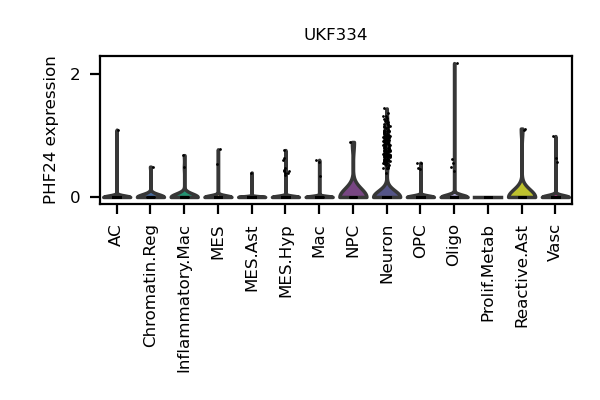 UKF334
PHF24 expression
2
0
AC
Chromatin.Reg
Inflammatory.Mac
MES
MES.Ast
MES.Hyp
Mac
NPC
Neuron
OPC
Oligo
Prolif.Metab
Reactive.Ast
Vasc